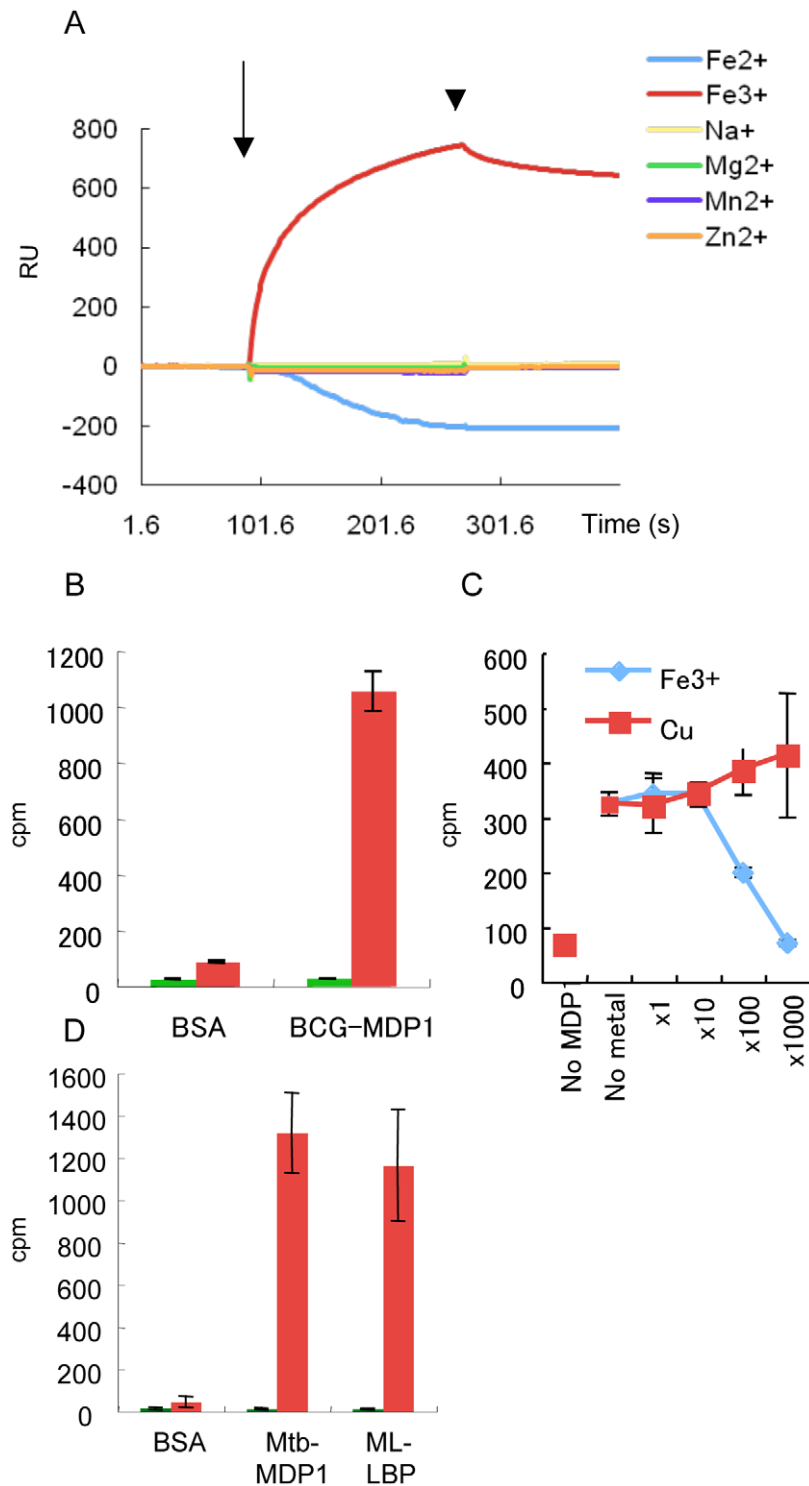 A
Fe2+
Fe3+
Na+
Mg2+
Mn2+
Zn2+
800
600
400
200
0
-200
-400
RU
1.6
101.6
201.6
301.6
Time (s)
B
1200
1000
800
600
400
200
0
cpm
BSA
BCG-MDP1
C
600
500
400
300
200
100
0
cpm
Fe3+
Cu
No MDP
No metal
x1
x10
x100
x1000
D
1600
1400
1200
1000
800
600
400
200
0
cpm
BSA
Mtb-
MDP1
ML-
LBP